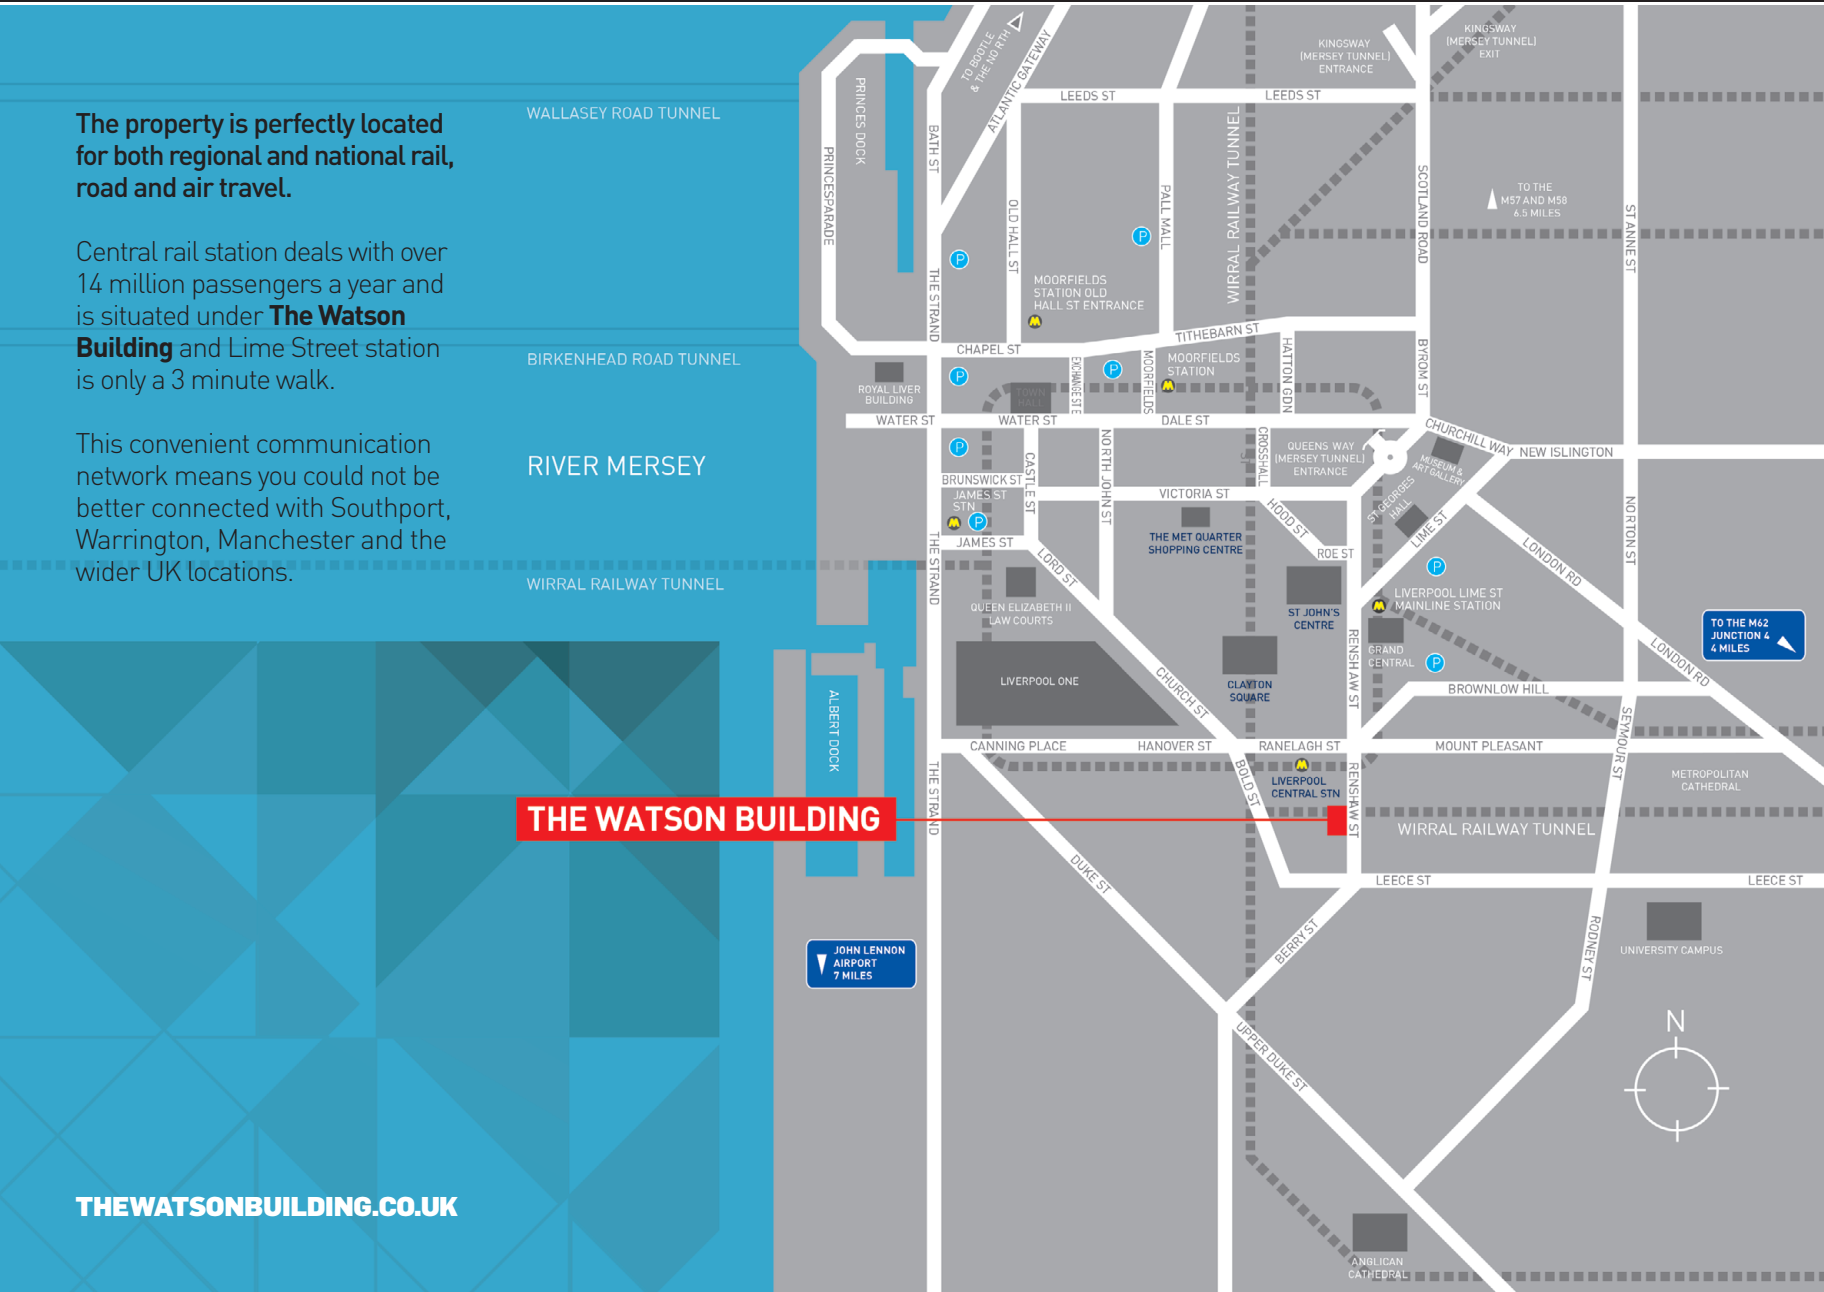 The property is perfectly located
for both regional and national rail,
road and air travel.
Central rail station deals with over
14 million passengers a year and
is situated under The Watson
Building and Lime Street station
is only a 3 minute walk.
This convenient communication
network means you could not be
better connected with Southport,
Warrington, Manchester and the
wider UK locations.
THEWATSONBUILDING.CO.UK
WALLASEY ROAD TUNNEL
BIRKENHEAD ROAD TUNNEL
RIVER MERSEY
WIRRAL RAILWAY TUNNEL
THE WATSON BUILDING
PRINCES DOCK
PRINCESPARADE
BATH ST
TO BOOTLE
& THE NO RTH
ATLANTIC GATEWAY
LEEDS ST
LEEDS ST
KINGSWAY
(MERSEY TUNNEL)
ENTRANCE
KINGSWAY
(MERSEY TUNNEL)
EXIT
OLD HALL ST
PALL MALL
WIRRAL RAILWAY TUNNEL
SCOTLAND ROAD
TO THE
M57 AND M58
6.5 MILES
ST ANNE ST
P
P
THE STRAND
MOORFIELDS
STATION OLD
HALL ST ENTRANCE
M
TITHEBARN ST
CHAPEL ST
EXCHANGE ST E
P
P
MOORFIELDS
MOORFIELDS
STATION
M
HATTON GDN
BYROM ST
ROYAL LIVER
BUILDING
TOWN
HALL
WATER ST
WATER ST
DALE ST
CHURCHILL WAY
NEW ISLINGTON
P
BRUNSWICK ST
CASTLE ST
NORTH JOHN ST
CROSSHALL
ST
QUEENS WAY
(MERSEY TUNNEL)
ENTRANCE
MUSEUM &
ART GALLERY
ST GEORGES
HALL
JAMES ST
STN
M
P
VICTORIA ST
HOOD ST
THE MET QUARTER
SHOPPING CENTRE
LIME ST
NORTON ST
THE STRAND
JAMES ST
LORD ST
ROE ST
LONDON RD
P
QUEEN ELIZABETH II
LAW COURTS
ST JOHN'S
CENTRE
M
LIVERPOOL LIME ST
MAINLINE STATION
TO THE M62
JUNCTION 4
4 MILES
LIVERPOOL ONE
CHURCH ST
CLAYTON
SQUARE
RENSHAW ST
GRAND
CENTRAL
P
LONDON RD
BROWNLOW HILL
ALBERT DOCK
CANNING PLACE
HANOVER ST
RANELAGH ST
MOUNT PLEASANT
SEYMOUR ST
THE STRAND
BOLD ST
M
LIVERPOOL
CENTRAL STN
RENSHAW ST
METROPOLITAN
CATHEDRAL
WIRRAL RAILWAY TUNNEL
DUKE ST
LEECE ST
LEECE ST
JOHN LENNON
AIRPORT
7 MILES
BERRY ST
RODNEY ST
UNIVERSITY CAMPUS
UPPER DUKE ST
N
ANGLICAN
CATHEDRAL